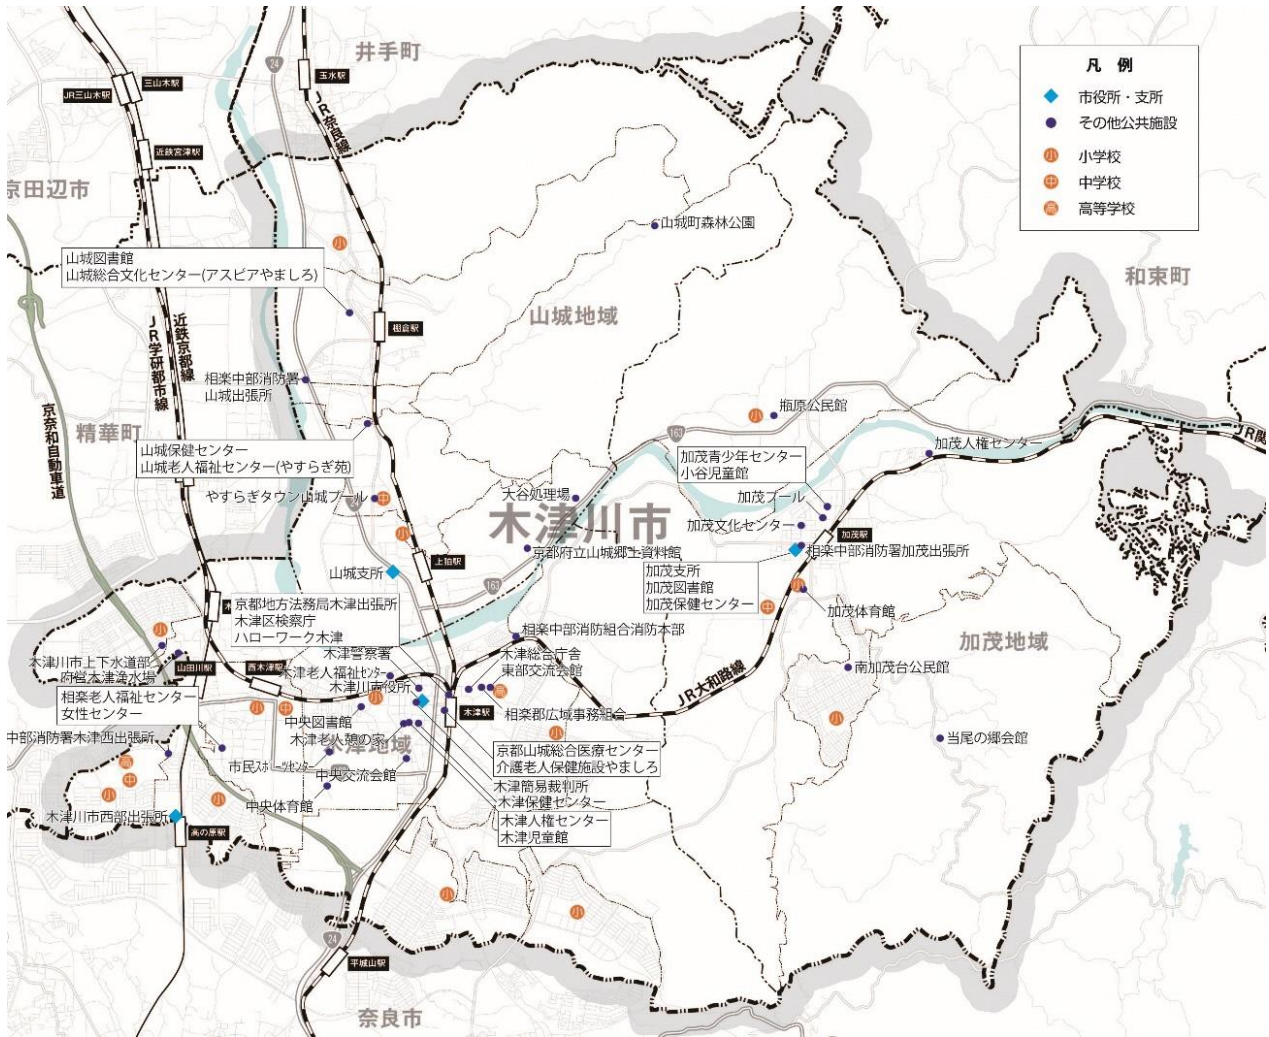 井手町
凡 例
市役所・支所
その他公共施設
小 小学校
中 中学校
高 高等学校
24
玉水駅
JR奈良線
三山木駅
JR三山木駅
近鉄宮津駅
京田辺市
山城町森林公園
小
山城図書館
山城総合文化センター(アスピアやましろ)
和束町
山城地域
棚倉駅
近鉄京都線
JR学研都市線
相楽中部消防署
山城出張所
京奈和自動車道
精華町
小
瓶原公民館
163
加茂人権センター
山城保健センター
山城老人福祉センター(やすらぎ苑)
加茂青少年センター
小谷児童館
やすらぎタウン山城プール
中
大谷処理場
加茂プール
木津川市
加茂文化センター
小
加茂駅
京都府立山城郷土資料館
相楽中部消防署加茂出張所
上狛駅
山城支所
163
加茂支所
加茂図書館
加茂保健センター
小
加茂体育館
中
京都地方法務局木津出張所
木津区検察庁
ハローワーク木津
小
相楽中部消防組合消防本部
加茂地域
木津警察署
木津総合庁舎
東部交流会館
木津川市上下水道部
府営木津浄水場
山田川駅
西木津駅
木津老人福祉センター
木津川市役所
南加茂台公民館
JR大和路線
相楽老人福祉センター
女性センター
小
中
小
高
木津駅
相楽郡広域事務組合
小
中央図書館
小
当尾の郷会館
中部消防署木津西出張所
木津老人憩の家
木津地域
京都山城総合医療センター
介護老人保健施設やましろ
市民スポーツセンター
中央交流会館
高
中
小
小
中央体育館
木津簡易裁判所
木津保健センター
木津人権センター
木津児童館
木津川市西部出張所
高の原駅
小
小
24
平城山駅
奈良市